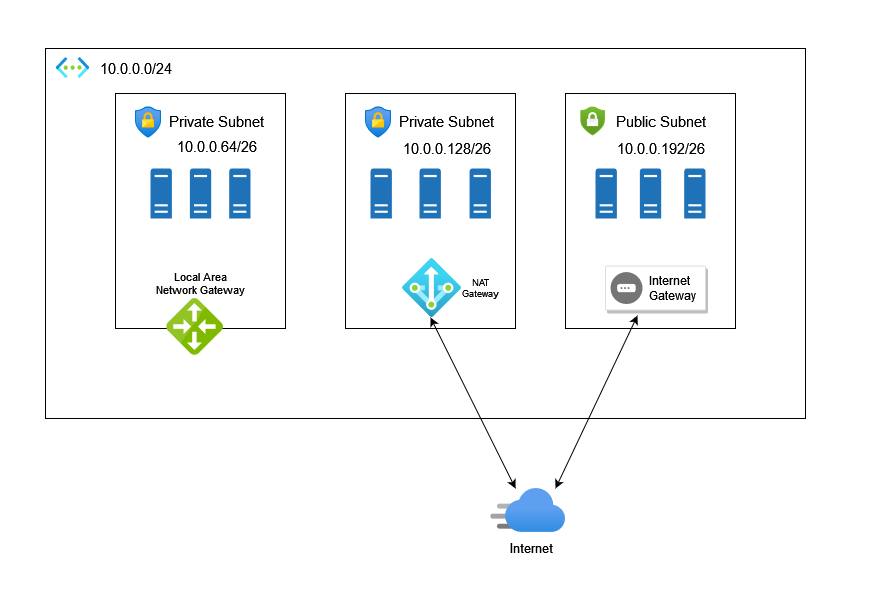 10.0.0.0/24
Private Subnet
10.0.0.64/26
Local Area
Network Gateway
Private Subnet
10.0.0.128/26
NAT
Gateway
Public Subnet
10.0.0.192/26
Internet
Gateway
Internet